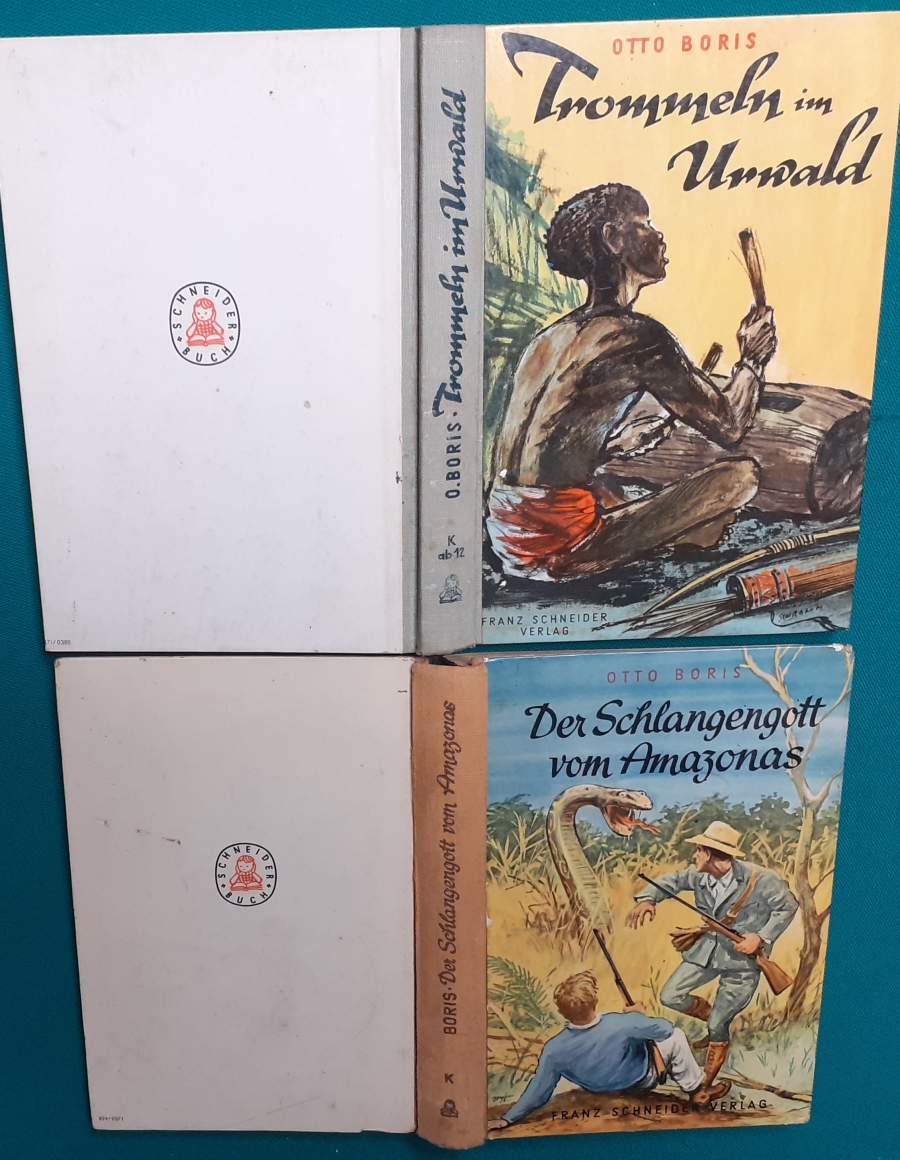 OTTO BORIS
Trommeln im
Urwald
FRANZ SCHNEIDER
VERLAG
O.BORIS · Trommeln im Urwald
K
ab 12
SCHNEIDER
BUCH
OTTO BORIS
Der Schlangengott
vom Amazonas
FRANZ SCHNEIDER VERLAG
BORIS · Der Schlangengott vom Amazonas
K
SCHNEIDER
BUCH